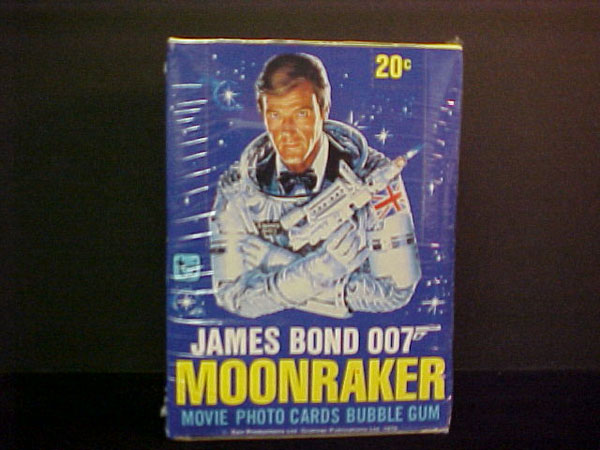 20¢
JAMES BOND 007
MOONRAKER
MOVIE PHOTO CARDS BUBBLE GUM